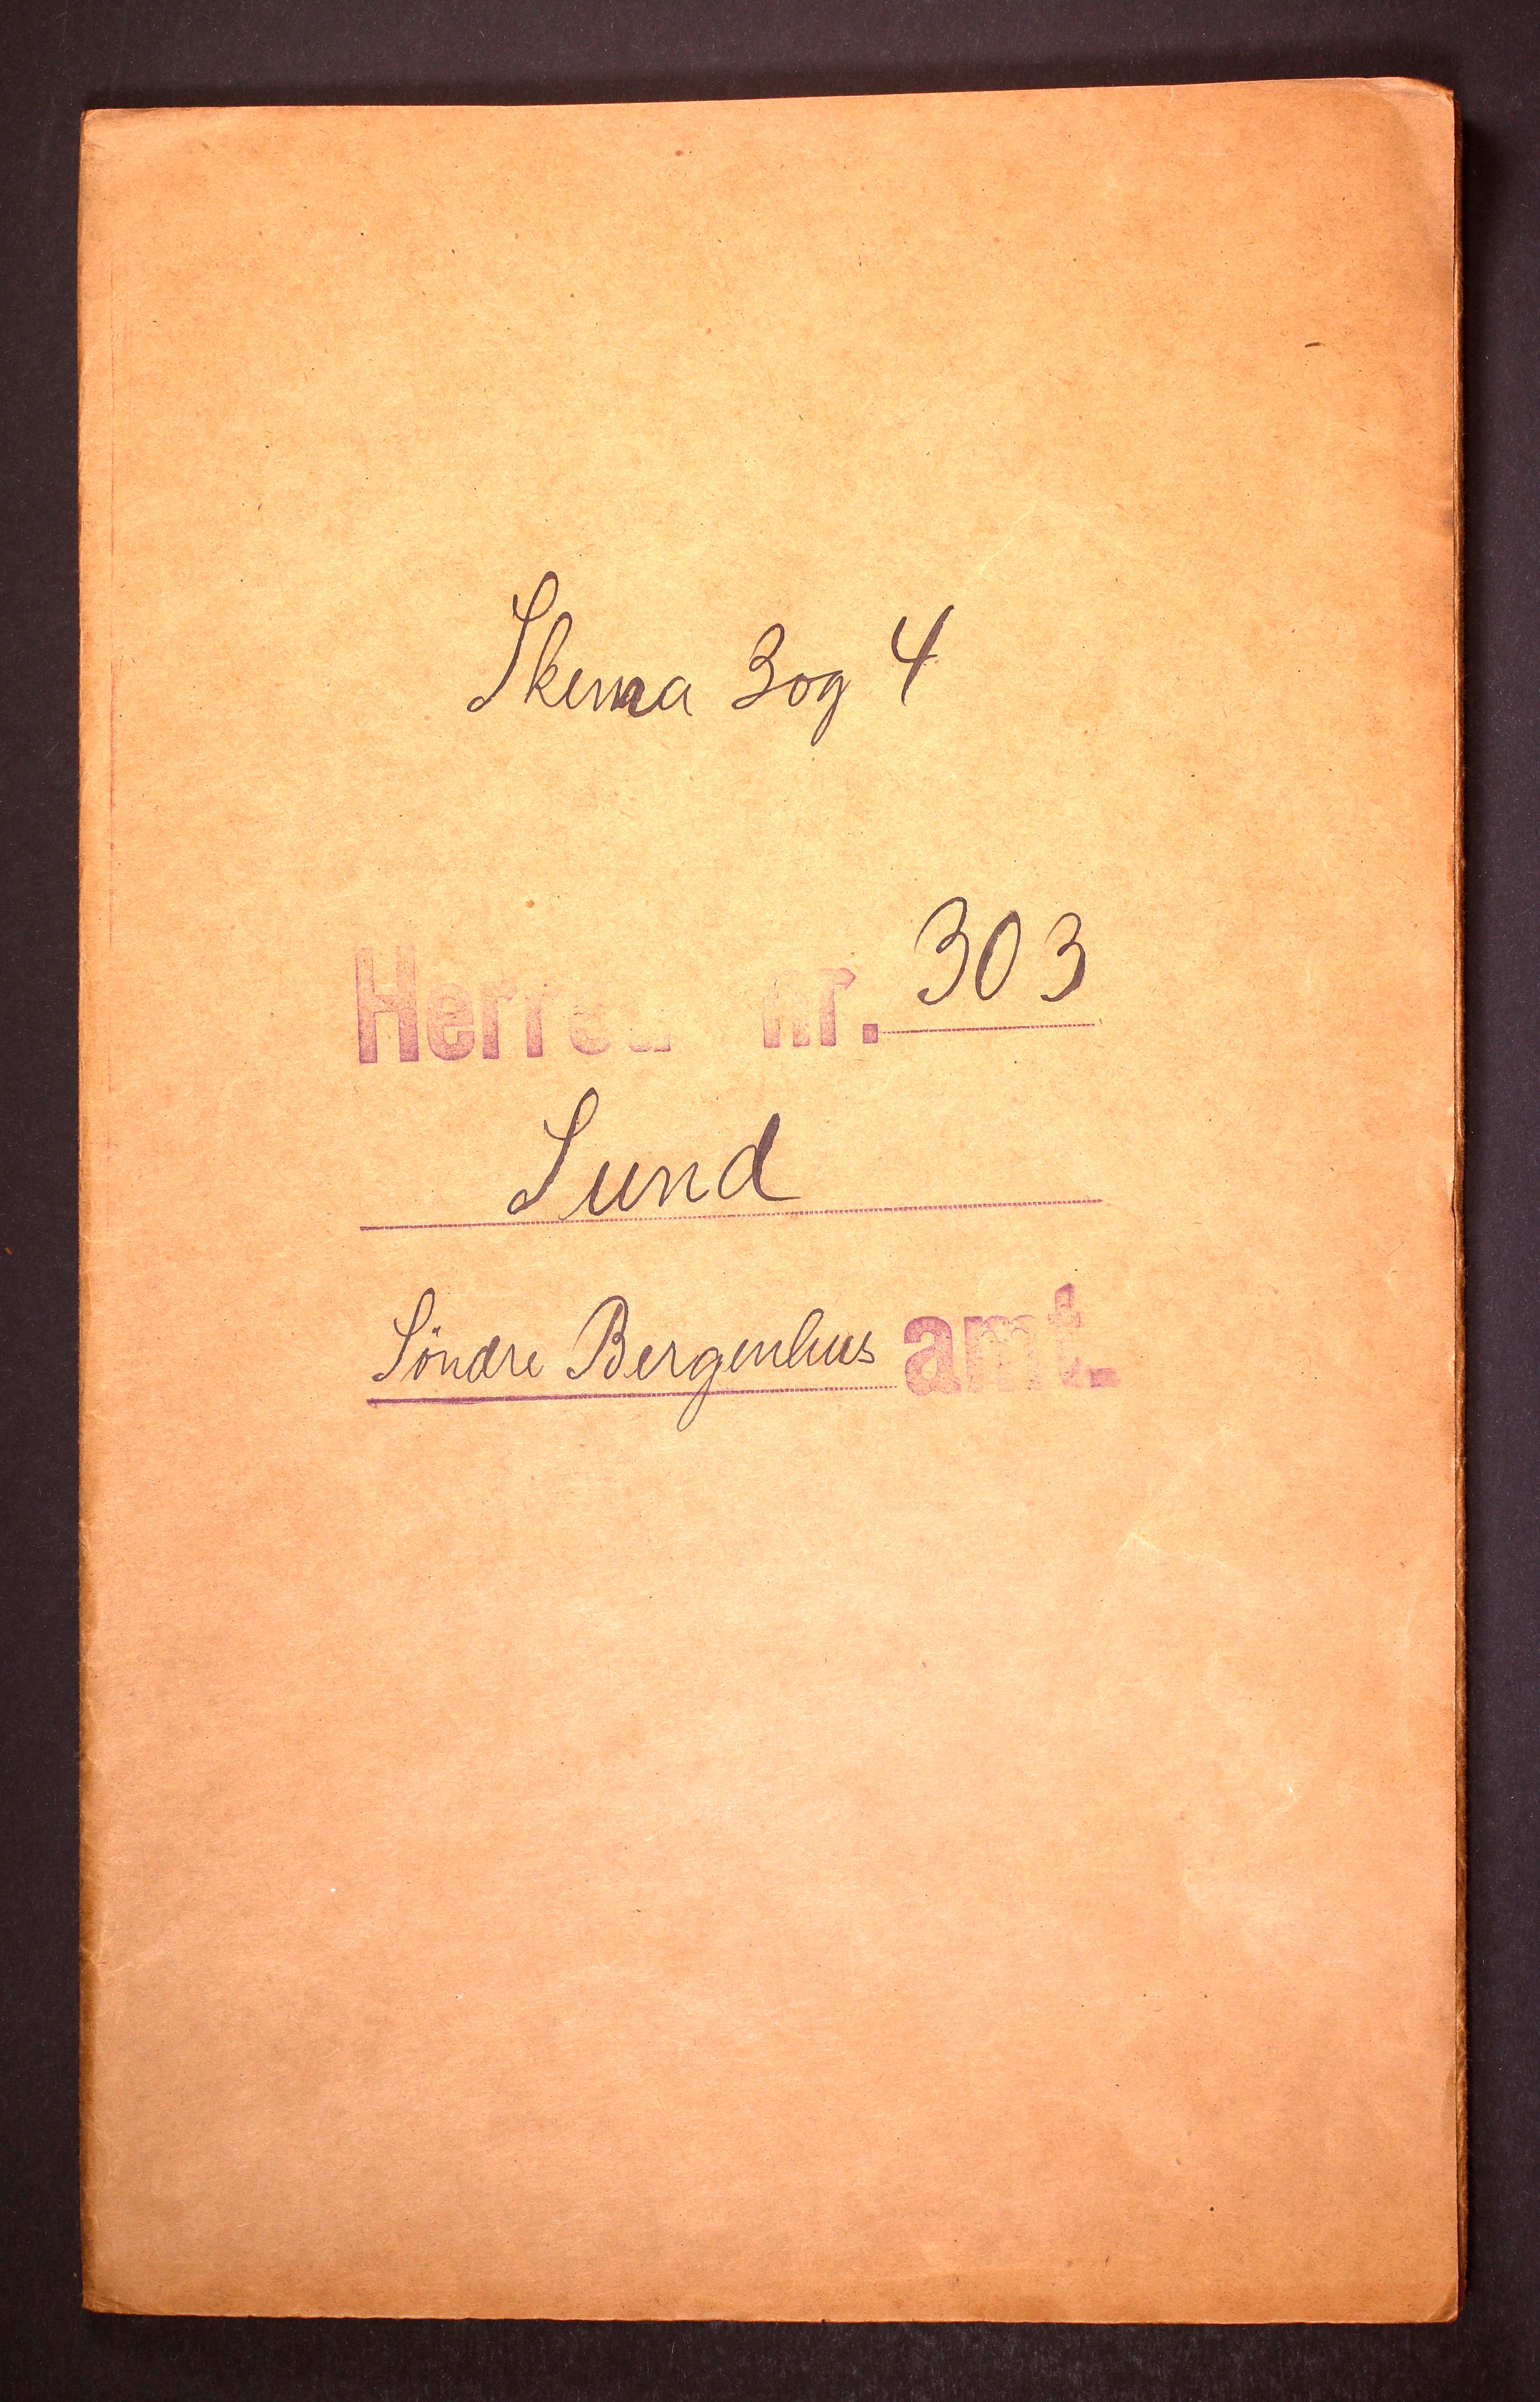 Skema 3 og 4
Herred nr. 303
Sund
Söndre Bergenhus amt.